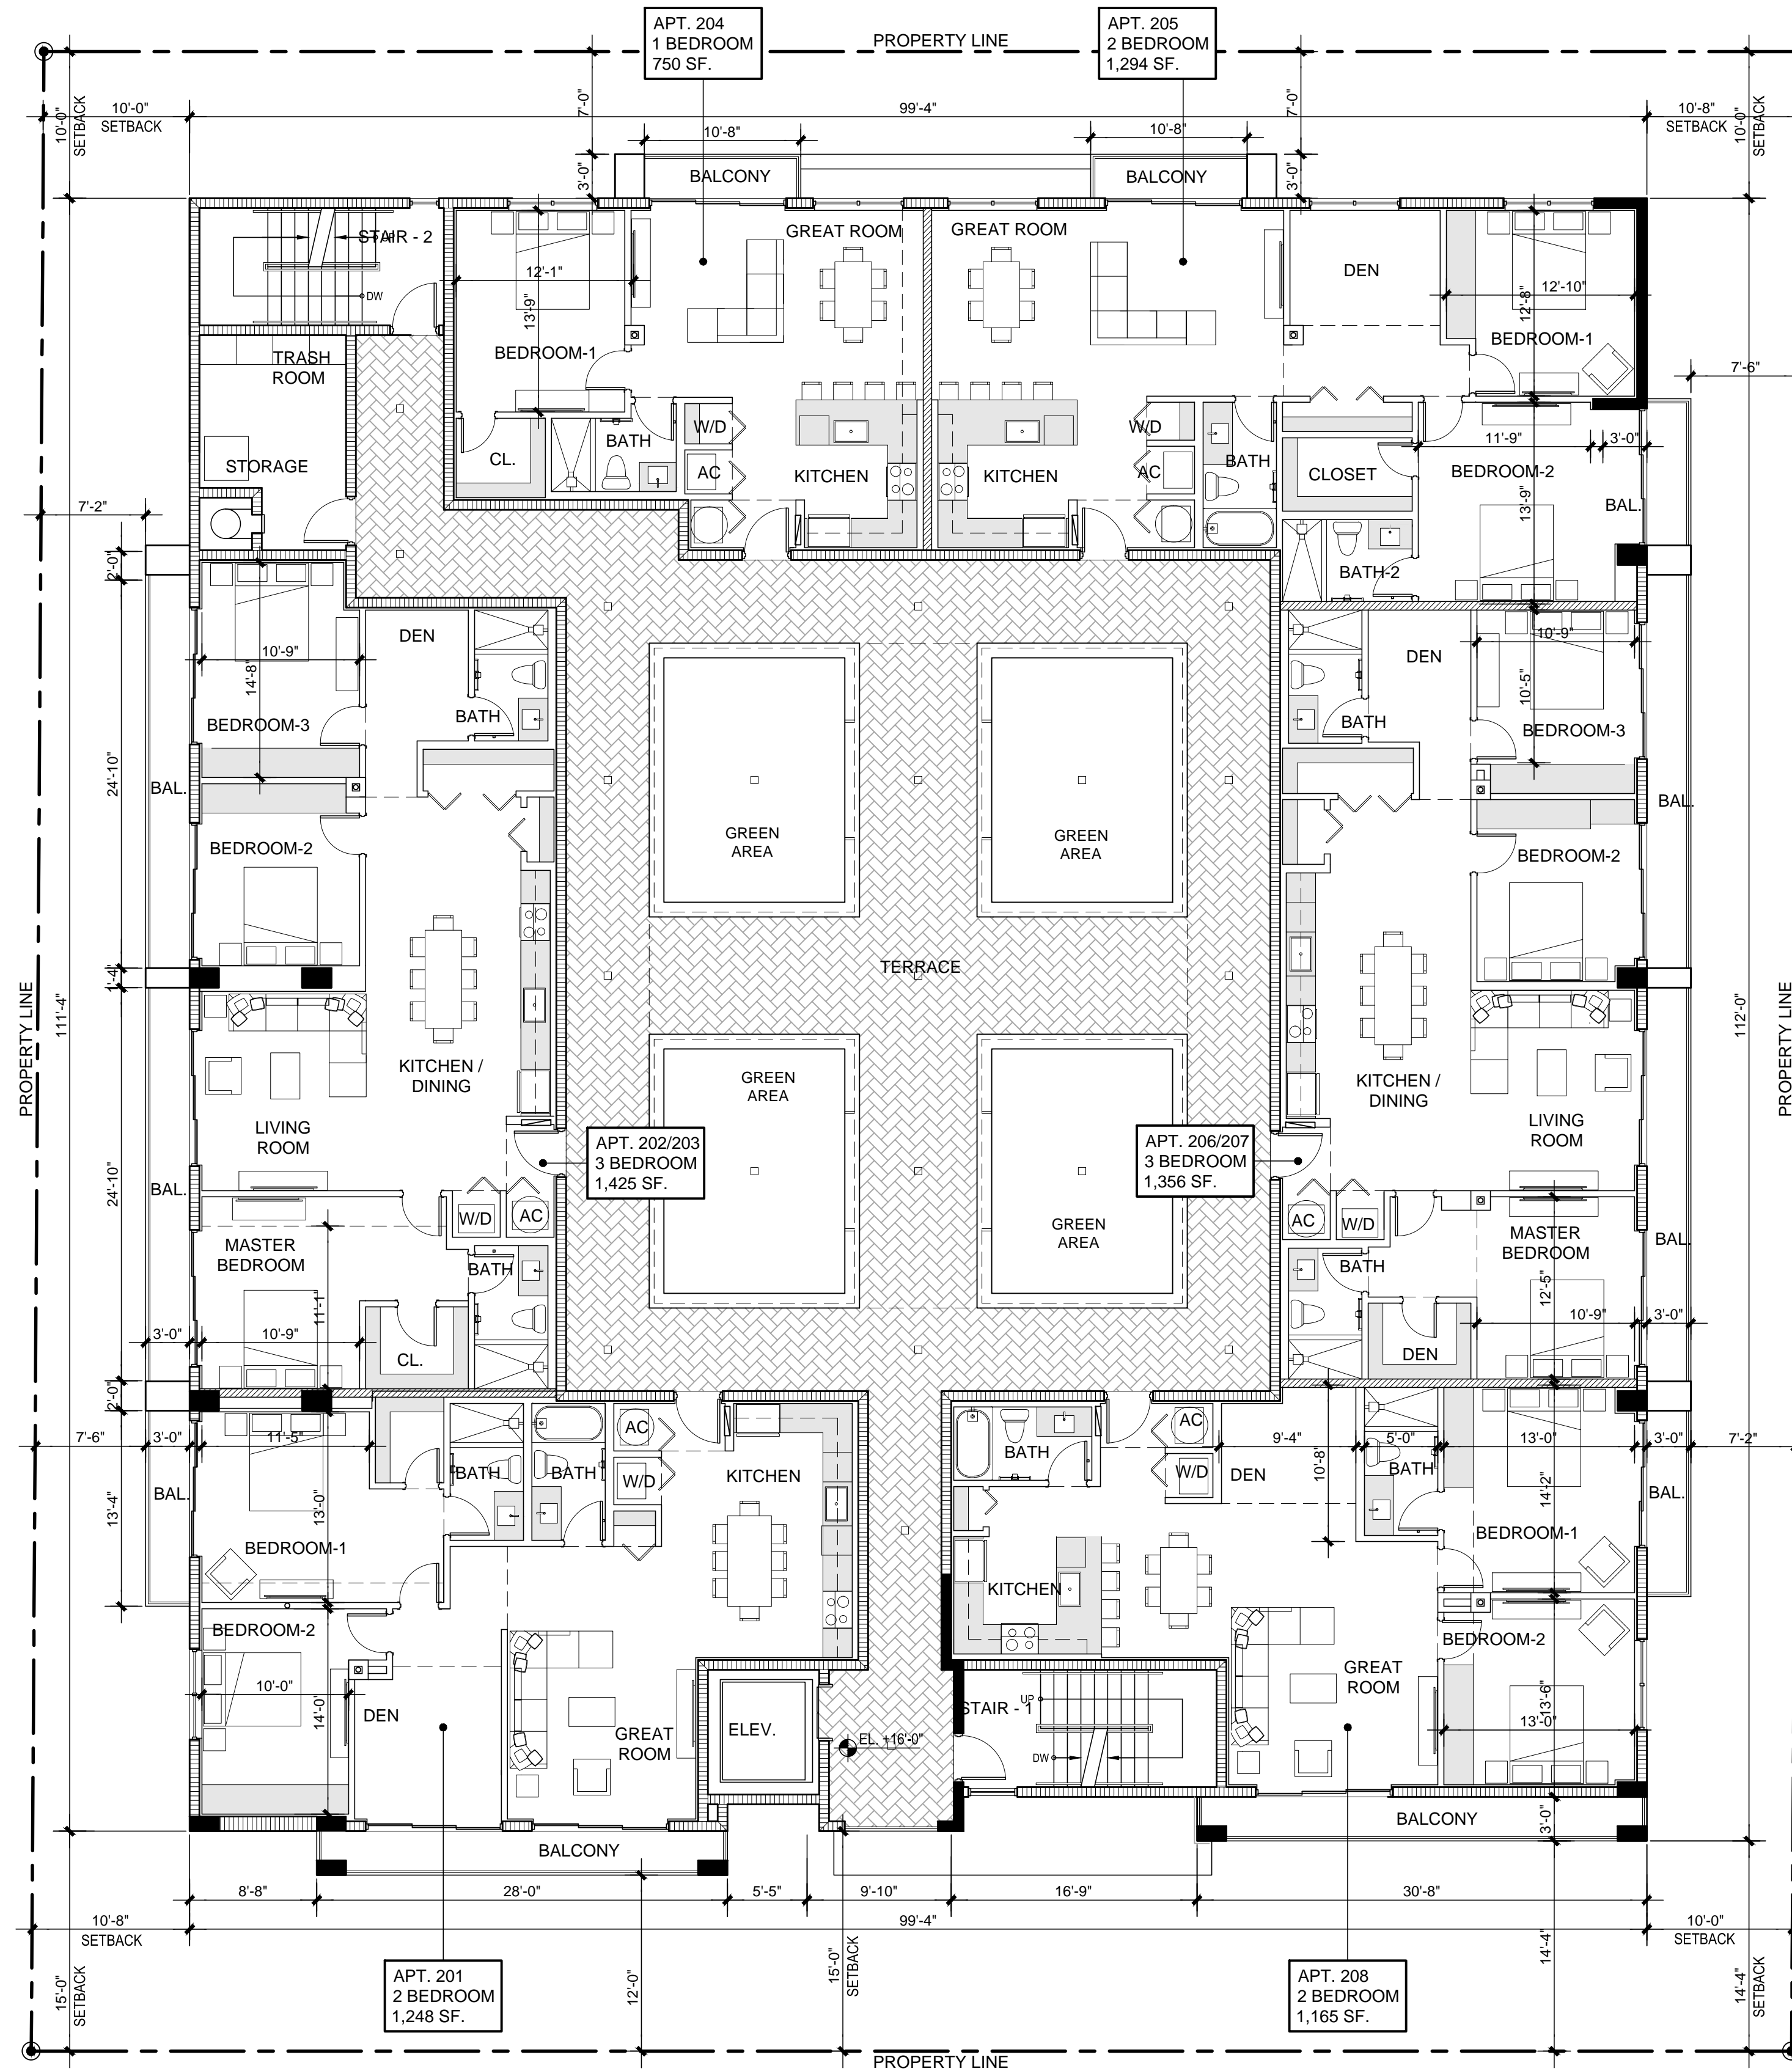 APT. 204
1 BEDROOM
750 SF.
APT. 205
2 BEDROOM
1,294 SF.
PROPERTY LINE
10'-0"
SETBACK
10'-0"
SETBACK
7'-0"
99'-4"
7'-0"
10'-8"
SETBACK
10'-0"
SETBACK
10'-8"
10'-8"
3'-0"
BALCONY
BALCONY
3'-0"
STAIR - 2
UP
DW
GREAT ROOM
GREAT ROOM
DEN
12'-1"
13'-9"
BEDROOM-1
12'-10"
12'-8"
BEDROOM-1
TRASH
ROOM
7'-6"
W/D
BATH
CL.
AC
KITCHEN
KITCHEN
W/D
AC
BATH
CLOSET
11'-9"
3'-0"
BEDROOM-2
13'-9"
BAL.
STORAGE
7'-2"
2'-0"
BATH-2
DEN
10'-9"
14'-8"
BEDROOM-3
BATH
DEN
10'-9"
10'-5"
BATH
BEDROOM-3
24'-10"
BAL.
BEDROOM-2
GREEN
AREA
GREEN
AREA
BAL.
BEDROOM-2
TERRACE
1'-4"
PROPERTY LINE
111'-4"
112'-0"
PROPERTY LINE
KITCHEN /
DINING
GREEN
AREA
KITCHEN /
DINING
LIVING
ROOM
LIVING
ROOM
APT. 202/203
3 BEDROOM
1,425 SF.
APT. 206/207
3 BEDROOM
1,356 SF.
24'-10"
BAL.
W/D
AC
GREEN
AREA
AC
W/D
MASTER
BEDROOM
BATH
BATH
MASTER
BEDROOM
BAL.
11'-1"
12'-5"
3'-0"
10'-9"
CL.
DEN
10'-9"
3'-0"
2'-0"
7'-6"
3'-0"
11'-5"
AC
W/D
BATH
BATH
KITCHEN
BATH
AC
W/D
9'-4"
DEN
10'-8"
5'-0"
BATH
13'-0"
14'-2"
3'-0"
7'-2"
13'-4"
BAL.
13'-0"
BEDROOM-1
BEDROOM-1
BAL.
KITCHEN
BEDROOM-2
BEDROOM-2
10'-0"
14'-0"
DEN
GREAT
ROOM
ELEV.
EL. +16'-0"
STAIR - 1
UP
DW
GREAT
ROOM
13'-6"
13'-0"
BALCONY
BALCONY
3'-0"
8'-8"
28'-0"
5'-5"
9'-10"
16'-9"
30'-8"
10'-8"
SETBACK
99'-4"
10'-0"
SETBACK
15'-0"
SETBACK
APT. 201
2 BEDROOM
1,248 SF.
12'-0"
15'-0"
SETBACK
APT. 208
2 BEDROOM
1,165 SF.
14'-4"
14'-4"
SETBACK
PROPERTY LINE